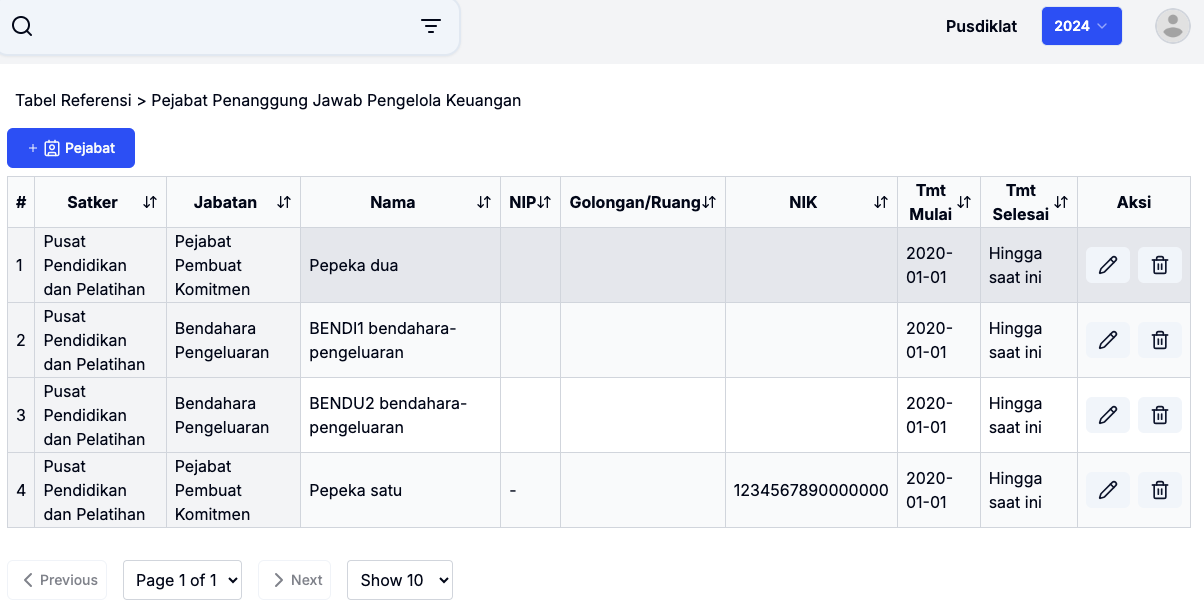 Pusdiklat
2024
Tabel Referensi > Pejabat Penanggung Jawab Pengelola Keuangan
+ Pejabat
# Satker Jabatan Nama NIP Golongan/Ruang NIK Tmt Mulai Tmt Selesai Aksi
1 Pusat Pendidikan dan Pelatihan Pejabat Pembuat Komitmen Pepeka dua 2020-01-01 Hingga saat ini
2 Pusat Pendidikan dan Pelatihan Bendahara Pengeluaran BENDI1 bendahara-pengeluaran 2020-01-01 Hingga saat ini
3 Pusat Pendidikan dan Pelatihan Bendahara Pengeluaran BENDU2 bendahara-pengeluaran 2020-01-01 Hingga saat ini
4 Pusat Pendidikan dan Pelatihan Pejabat Pembuat Komitmen Pepeka satu - 1234567890000000 2020-01-01 Hingga saat ini
Previous Page 1 of 1 Next Show 10